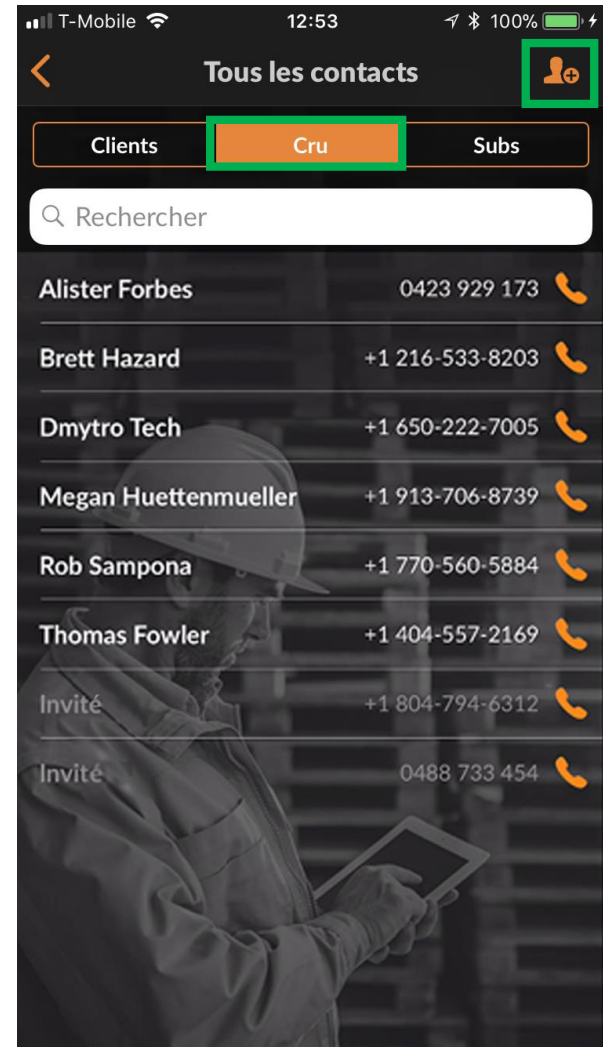 T-Mobile 12:53 100%
Tous les contacts
Clients Cru Subs
Rechercher
Alister Forbes 0423 929 173
Brett Hazard +1 216-533-8203
Dmytro Tech +1 650-222-7005
Megan Huettenmueller +1 913-706-8739
Rob Sampona +1 770-560-5884
Thomas Fowler +1 404-557-2169
Invité +1 804-794-6312
Invité 0488 733 454